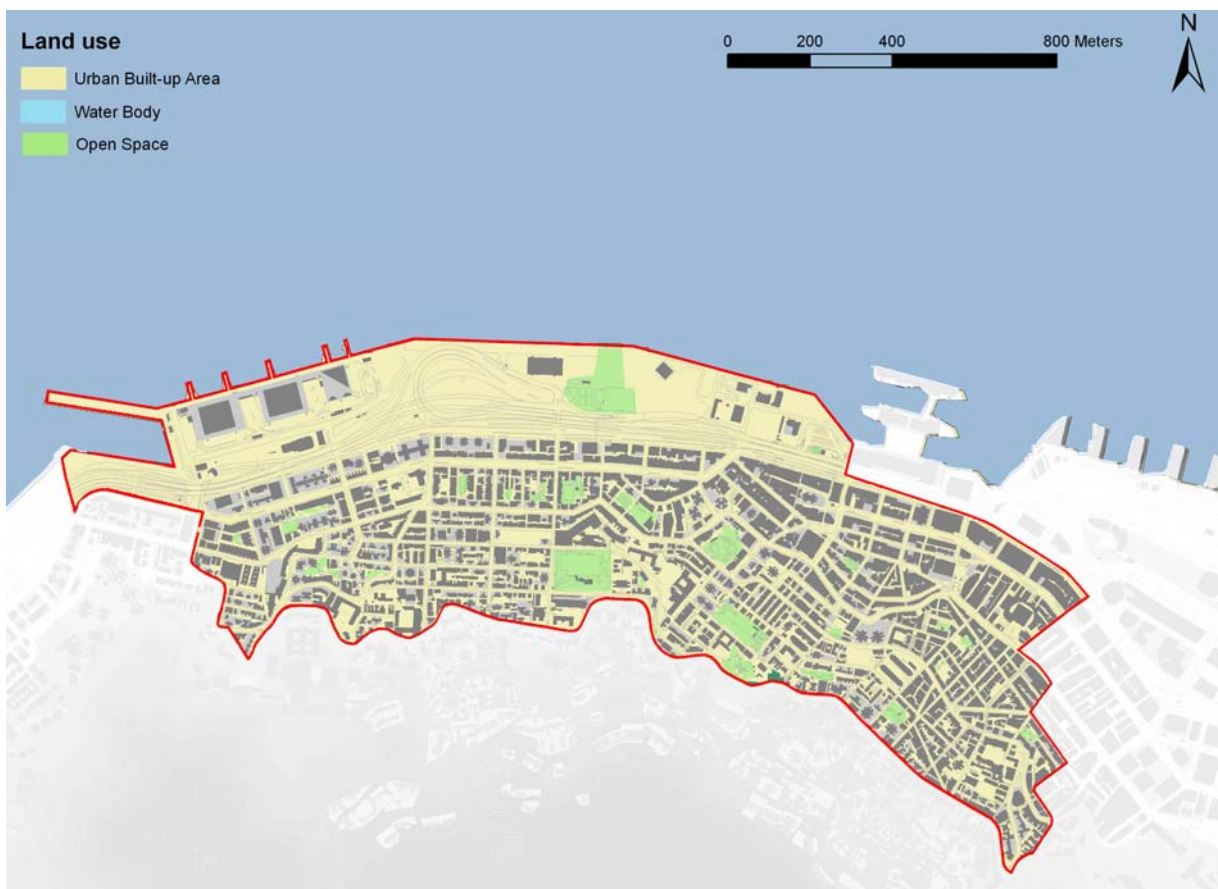 Land use
Urban Built-up Area
Water Body
Open Space
0 200 400 800 Meters
N